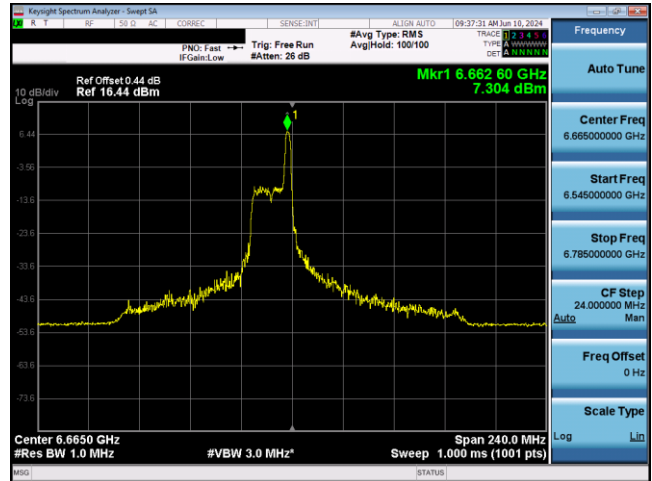 Keysight Spectrum Analyzer - Swept SA
R T RF 50 Ω AC CORREC SENSE:INT ALIGN AUTO 09:37:31 AM Jun 10, 2024
PNO: Fast
IFGain:Low
Trig: Free Run
#Atten: 26 dB
#Avg Type: RMS
Avg|Hold: 100/100
TRACE 1 2 3 4 5 6
TYPE A WWWWW
DET A N N N N N
Ref Offset 0.44 dB
10 dB/div Ref 16.44 dBm
Log
Mkr1 6.662 60 GHz
7.304 dBm
1
6.44
-3.56
-13.6
-23.6
-33.6
-43.6
-53.6
-63.6
-73.6
Center 6.6650 GHz
#Res BW 1.0 MHz
#VBW 3.0 MHz*
Span 240.0 MHz
Sweep 1.000 ms (1001 pts)
MSG
STATUS
Frequency
Auto Tune
Center Freq
6.665000000 GHz
Start Freq
6.545000000 GHz
Stop Freq
6.785000000 GHz
CF Step
24.000000 MHz
Auto Man
Freq Offset
0 Hz
Scale Type
Log Lin